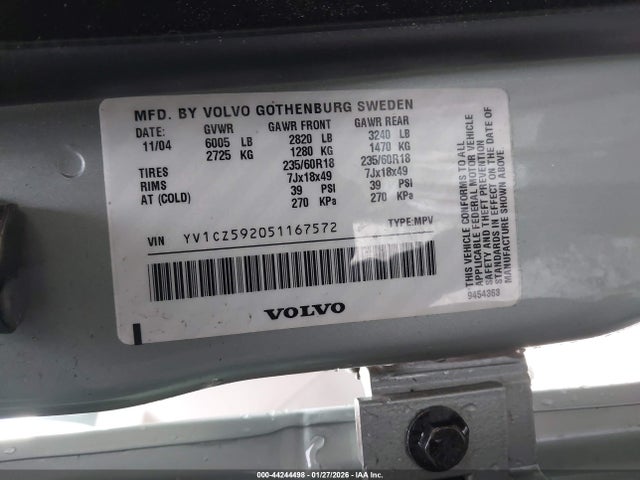 MFD. BY VOLVO GOTHENBURG SWEDEN
DATE: GVWR GAWR FRONT GAWR REAR
11/04 6005 LB 2820 LB 3240 LB
2725 KG 1280 KG 1470 KG
TIRES 235/60R18 235/60R18
RIMS 7Jx18x49 7Jx18x49
AT (COLD) 39 PSI 39 PSI
270 KPa 270 KPa
VIN YV1CZ592051167572 TYPE:MPV
VOLVO
THIS VEHICLE CONFORMS TO ALL
APPLICABLE FEDERAL MOTOR VEHICLE
SAFETY AND THEFT PREVENTION
STANDARDS IN EFFECT ON THE DATE OF
MANUFACTURE SHOWN ABOVE.
9454353
000-44244498 - 01/27/2026 - IAA Inc.